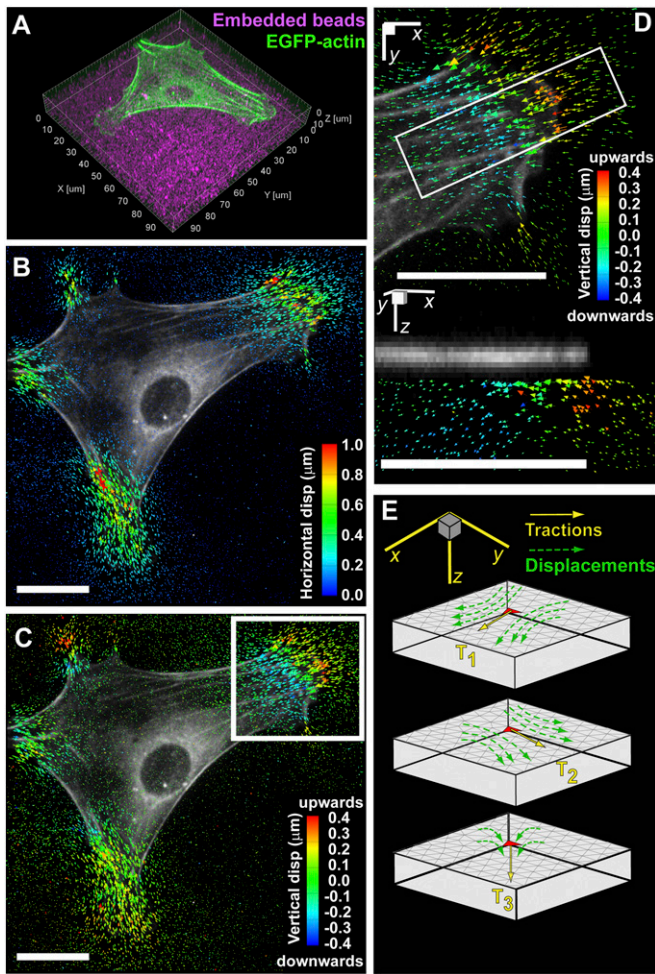 A
Embedded beads
EGFP-actin
0
10
20
30
40
50
60
70
80
90
X [um]
0
10
20
30
40
50
60
70
80
90
Y [um]
0
Z [um]
B
1.0
0.8
0.6
0.4
0.2
0.0
Horizontal disp (μm)
C
upwards
0.4
0.3
0.2
0.1
0.0
-0.1
-0.2
-0.3
-0.4
Vertical disp (μm)
downwards
D
x
y
upwards
0.4
0.3
0.2
0.1
0.0
-0.1
-0.2
-0.3
-0.4
Vertical disp (μm)
downwards
y
x
z
E
x
y
z
Tractions
Displacements
T1
T2
T3